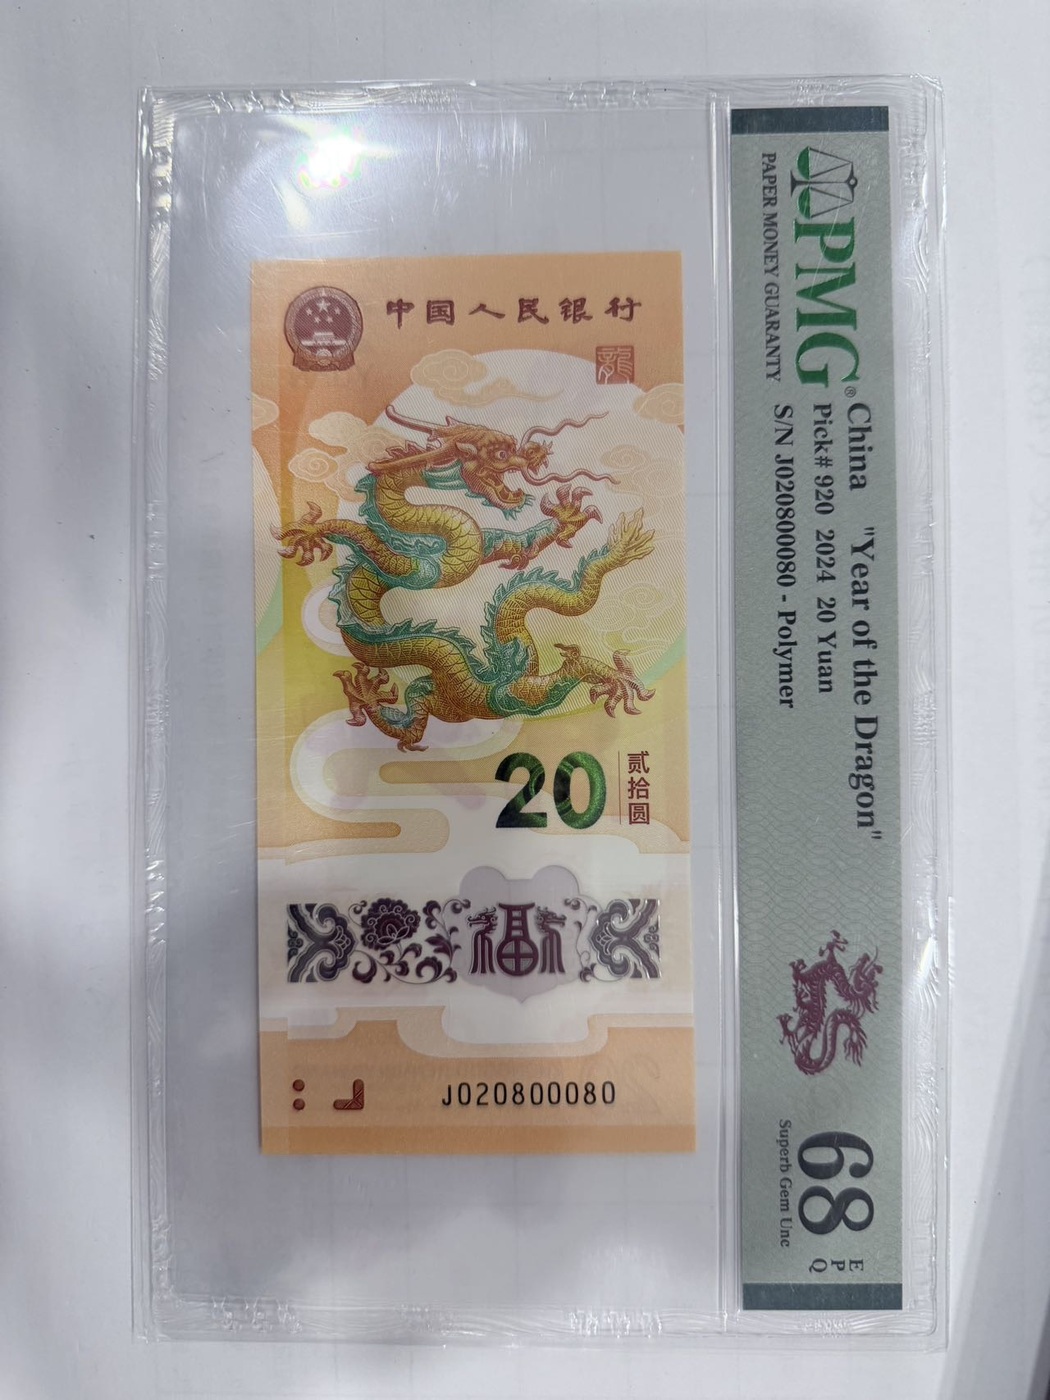 中国人民银行
龍
20
贰拾圆
福
J020800080
PMG®
PAPER MONEY GUARANTY
China "Year of the Dragon"
Pick# 920 2024 20 Yuan
S/N J020800080 - Polymer
68
EPQ
Superb Gem Unc